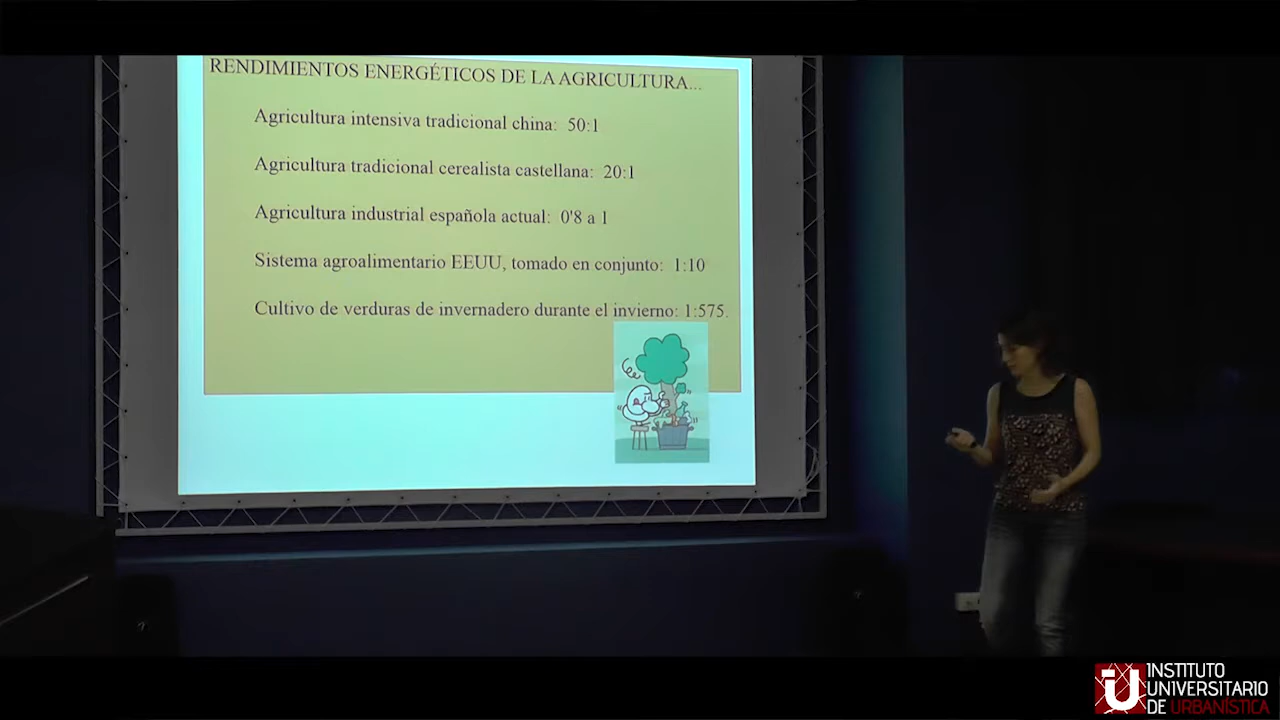 RENDIMIENTOS ENERGÉTICOS DE LA AGRICULTURA...
Agricultura intensiva tradicional china: 50:1
Agricultura tradicional cerealista castellana: 20:1
Agricultura industrial española actual: 0'8 a 1
Sistema agroalimentario EEUU, tomado en conjunto: 1:10
Cultivo de verduras de invernadero durante el invierno: 1:575.
IU INSTITUTO
UNIVERSITARIO
DE URBANÍSTICA